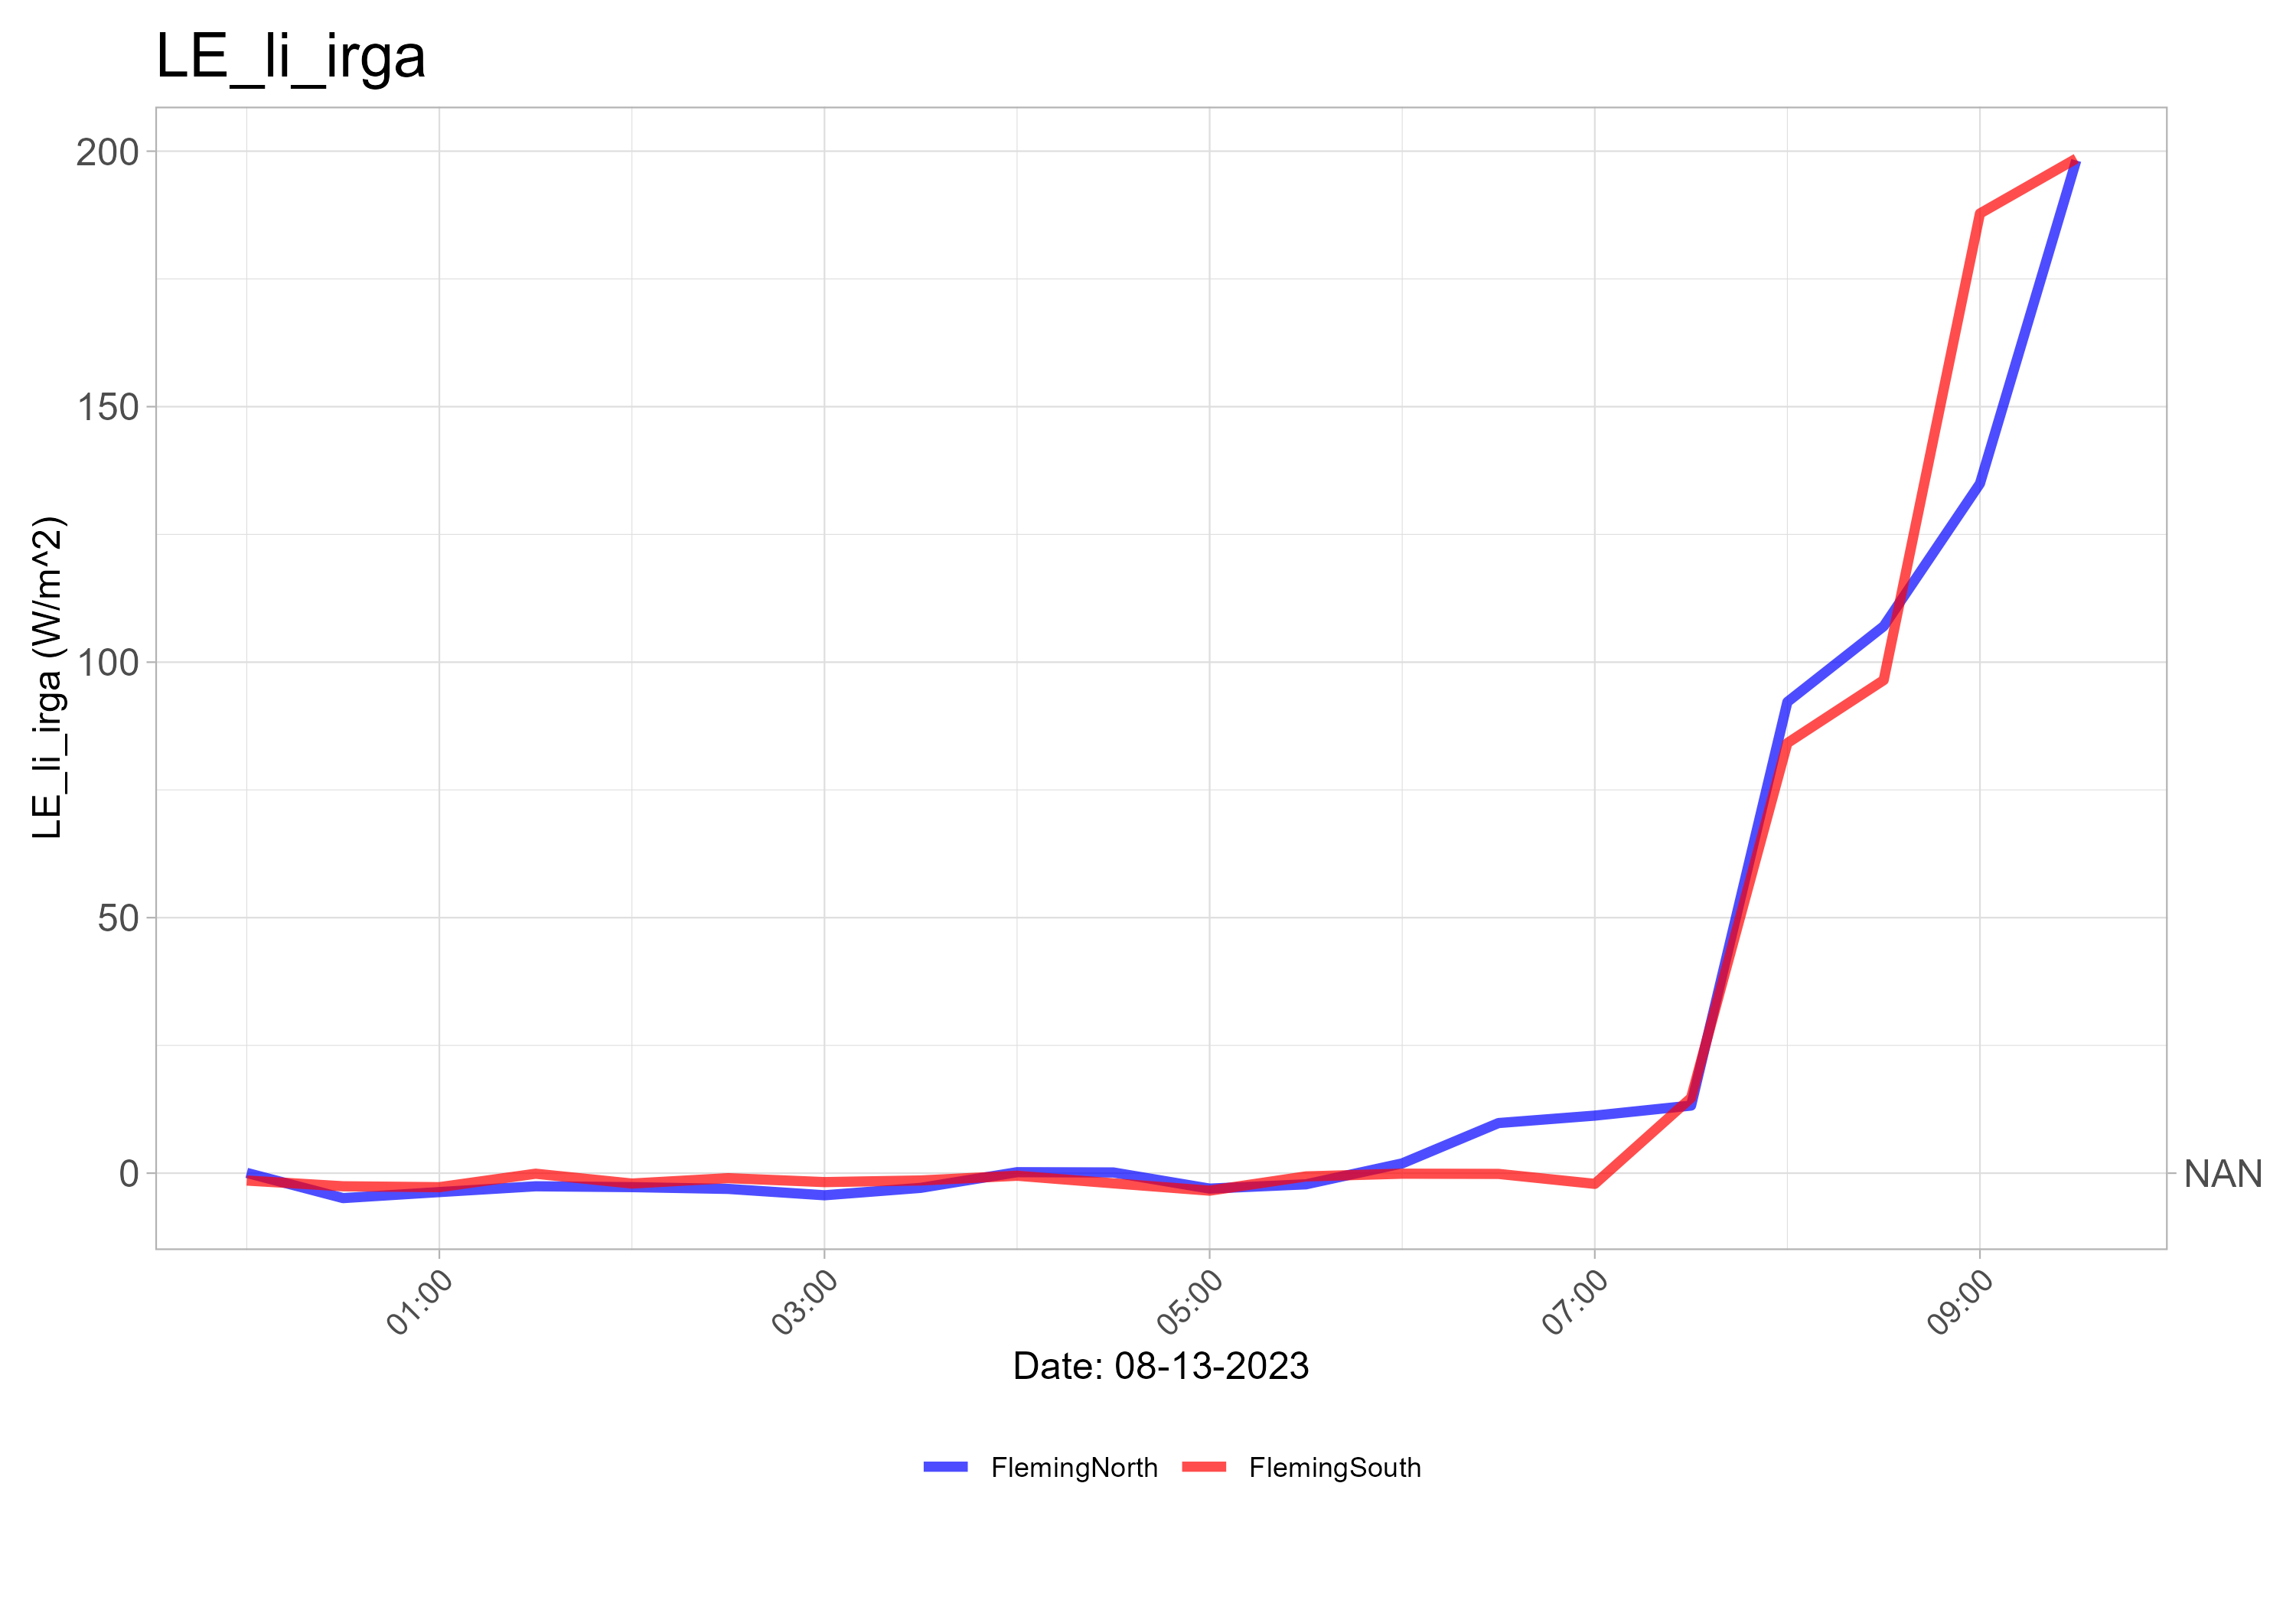 LE_li_irga
200
150
100
50
0
LE_li_irga (W/m^2)
NAN
01:00
03:00
05:00
07:00
09:00
Date: 08-13-2023
FlemingNorth
FlemingSouth